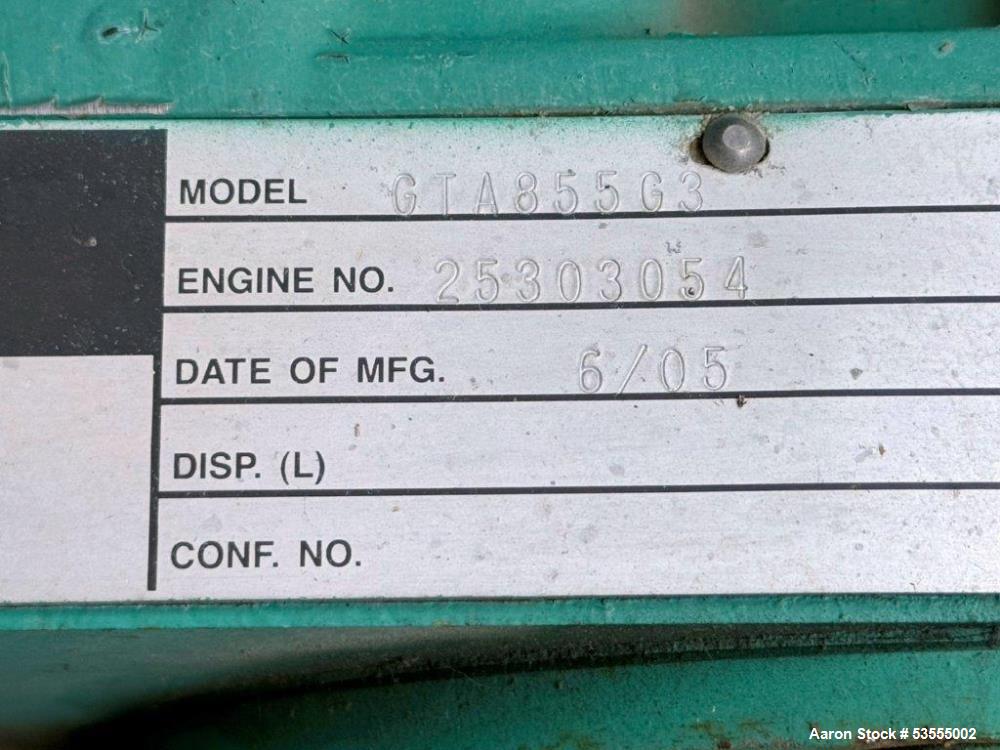 MODEL GTA855G3
ENGINE NO. 25303054
DATE OF MFG. 6/05
DISP. (L)
CONF. NO.
Aaron Stock # 53555002